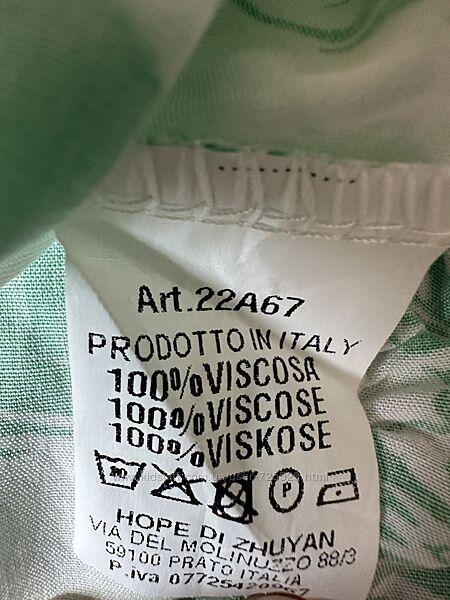 Art.22A67
PRODOTTO IN ITALY
100% VISCOSA
100% VISCOSE
100% VISKOSE
P
HOPE DI ZHUYAN
VIA DEL MOLINUZZO 88/3
59100 PRATO ITALIA
P.iva